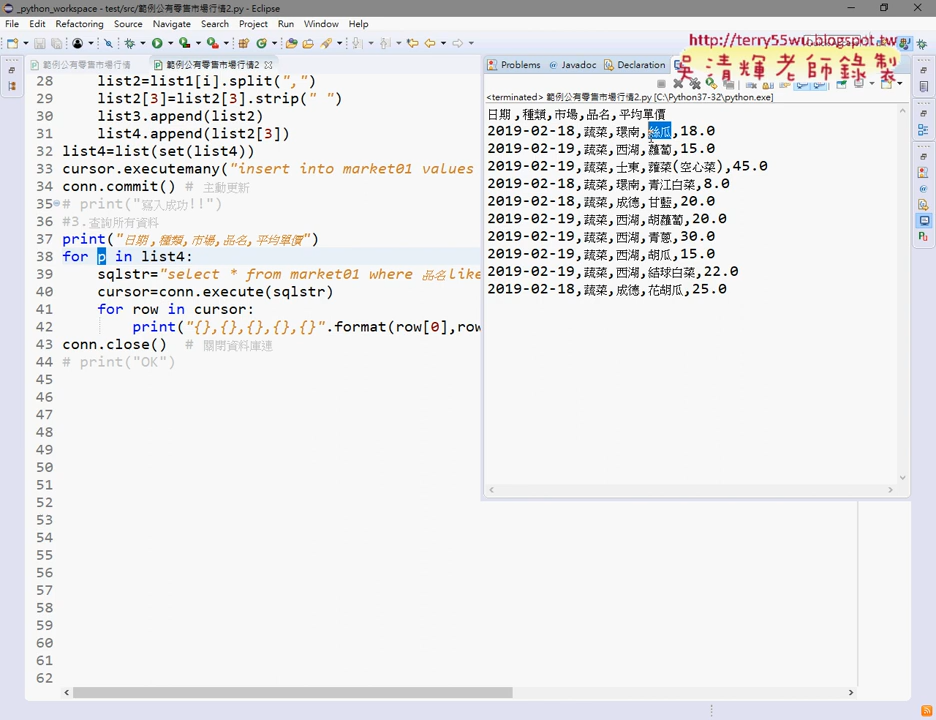 _python_workspace - test/src/範例公有零售市場行情2.py - Eclipse
File Edit Refactoring Source Navigate Search Project Run Window Help
http://terry55wu.blogspot.tw
吳清輝老師錄製
範例公有零售市場行情
範例公有零售市場行情2
Problems
Javadoc
Declaration
28 list2=list1[i].split(",")
29 list2[3]=list2[3].strip(" ")
30 list3.append(list2)
31 list4.append(list2[3])
32 list4=list(set(list4))
33 cursor.executemany("insert into market01 values
34 conn.commit() # 主動更新
35 # print("寫入成功!!")
36 #3.查詢所有資料
37 print("日期,種類,市場,品名,平均單價")
38 for p in list4:
39 sqlstr="select * from market01 where 品名like
40 cursor=conn.execute(sqlstr)
41 for row in cursor:
42 print("{},{},{},{},{}".format(row[0],row
43 conn.close() # 關閉資料庫連
44 # print("OK")
45
46
47
48
49
50
51
52
53
54
55
56
57
58
59
60
61
62
<terminated> 範例公有零售市場行情2.py [C:\Python37-32\python.exe]
日期,種類,市場,品名,平均單價
2019-02-18,蔬菜,環南,絲瓜,18.0
2019-02-18,蔬菜,西湖,蘿蔔,15.0
2019-02-18,蔬菜,士東,蕹菜(空心菜),45.0
2019-02-18,蔬菜,環南,青江白菜,8.0
2019-02-18,蔬菜,成德,甘藍,20.0
2019-02-18,蔬菜,西湖,胡蘿蔔,20.0
2019-02-18,蔬菜,西湖,青蔥,30.0
2019-02-18,蔬菜,西湖,胡瓜,15.0
2019-02-18,蔬菜,西湖,結球白菜,22.0
2019-02-18,蔬菜,成德,花胡瓜,25.0